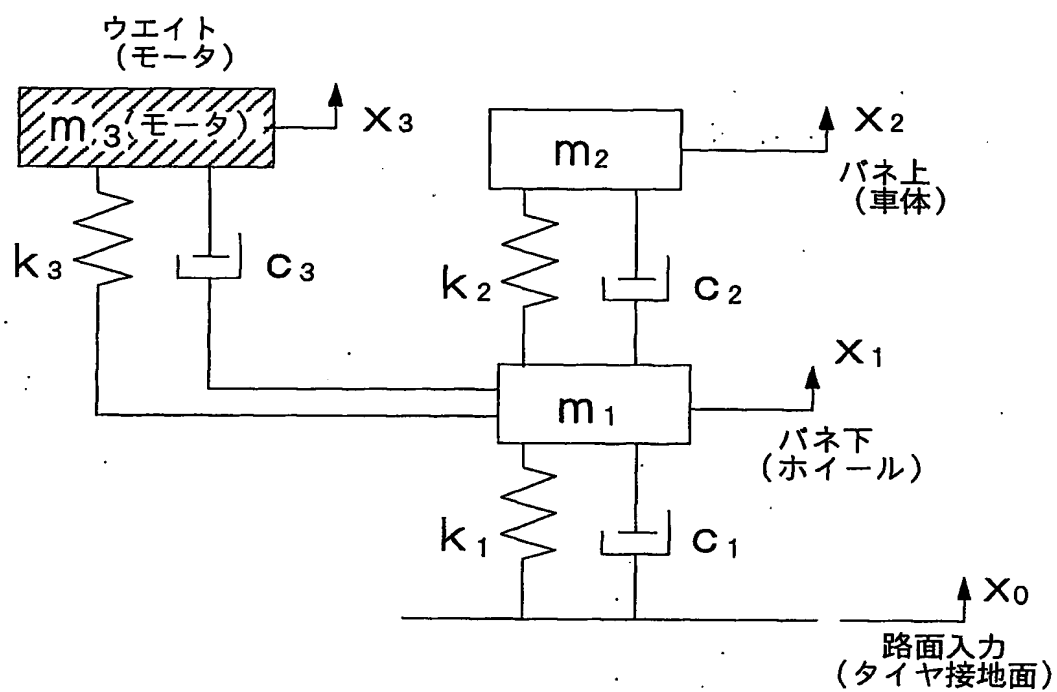 ウエイト
(モータ)
m3(モータ)
x3
m2
x2
バネ上
(車体)
k3
c3
k2
c2
x1
m1
バネ下
(ホイール)
k1
c1
x0
路面入力
(タイヤ接地面)